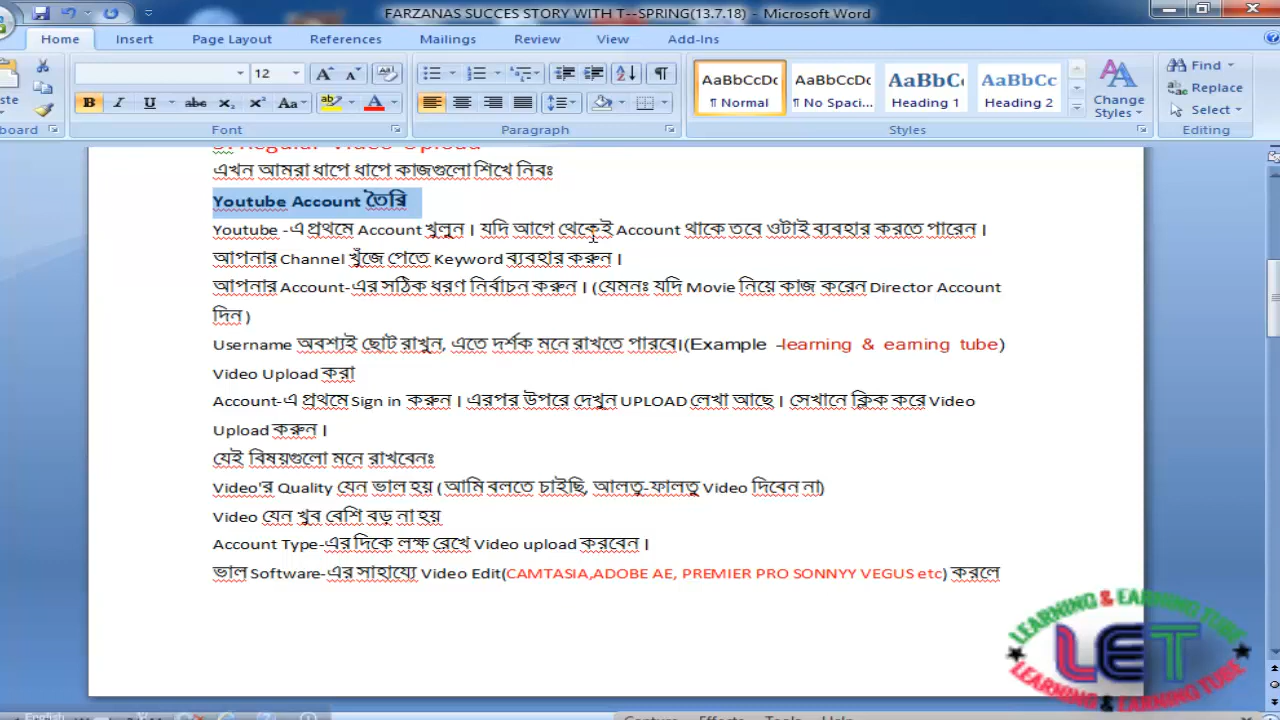 FARZANAS SUCCES STORY WITH T--SPRING(13.7.18) - Microsoft Word
Home Insert Page Layout References Mailings Review View Add-Ins
12
Find
Replace
Select
AaBbCcDc AaBbCcDc AaBbCc AaBbCc
¶ Normal ¶ No Spaci... Heading 1 Heading 2
Change Styles
Font Paragraph Styles Editing
Regular Video Upload
এখন আমরা ধাপে ধাপে কাজগুলো শিখে নিবঃ
Youtube Account তৈরি
Youtube -এ প্রথমে Account খুলুন। যদি আগে থেকেই Account থাকে তবে ওটাই ব্যবহার করতে পারেন।
আপনার Channel খুঁজে পেতে Keyword ব্যবহার করুন।
আপনার Account-এর সঠিক ধরণ নির্বাচন করুন। (যেমনঃ যদি Movie নিয়ে কাজ করেন Director Account
দিন)
Username অবশ্যই ছোট রাখুন, এতে দর্শক মনে রাখতে পারবে।(Example -learning & earning tube)
Video Upload করা
Account-এ প্রথমে Sign in করুন। এরপর উপরে দেখুন UPLOAD লেখা আছে। সেখানে ক্লিক করে Video
Upload করুন।
যেই বিষয়গুলো মনে রাখবেনঃ
Video'র Quality যেন ভাল হয় (আমি বলতে চাইছি, আলতু-ফালতু Video দিবেন না)
Video যেন খুব বেশি বড় না হয়
Account Type-এর দিকে লক্ষ রেখে Video upload করবেন।
ভাল Software-এর সাহায্যে Video Edit(CAMTASIA,ADOBE AE, PREMIER PRO SONNYY VEGUS etc) করলে
LEARNING & EARNING TUBE
LET
LEARNING & LEARNING TUBE